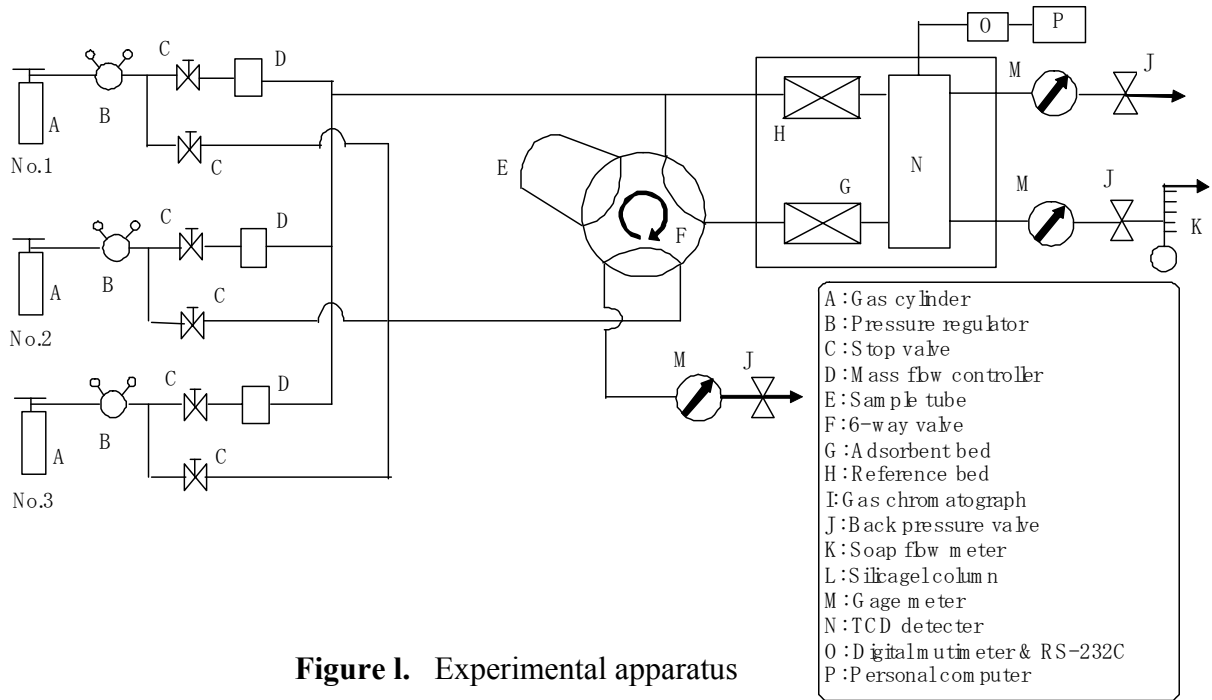 O
P
C
D
M
J
A
B
No.1
C
H
E
N
G
F
M
J
K
C
D
A
B
C
No.2
M
J
C
D
A
B
C
No.3
A:Gas cylinder
B:Pressure regulator
C:Stop valve
D:Mass flow controller
E:Sample tube
F:6-way valve
G:Adsorbent bed
H:Reference bed
I:Gas chromatograph
J:Back pressure valve
K:Soap flow meter
L:Silicagel column
M:Gage meter
N:TCD detecter
O:Digital mutimeter & RS-232C
P:Personal computer
Figure l. Experimental apparatus